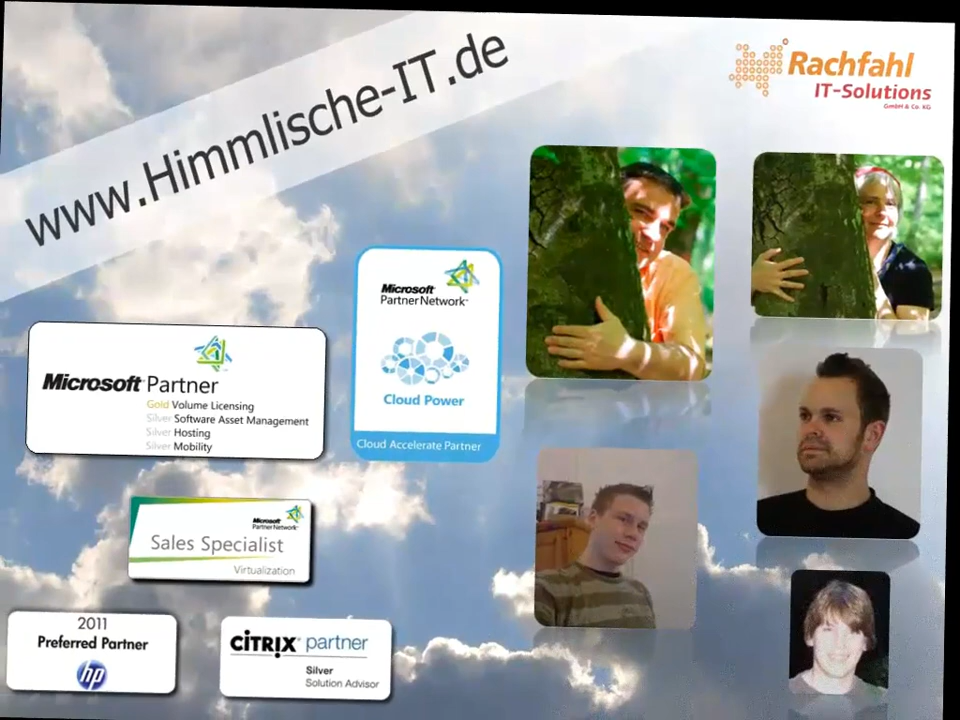 www.Himmlische-IT.de
Rachfahl
IT-Solutions
GmbH & Co. KG
Microsoft
Partner Network
Cloud Power
Cloud Accelerate Partner
Microsoft Partner
Gold Volume Licensing
Silver Software Asset Management
Silver Hosting
Silver Mobility
Microsoft
Partner Network
Sales Specialist
Virtualization
2011
Preferred Partner
hp
CİTRIX partner
Silver
Solution Advisor